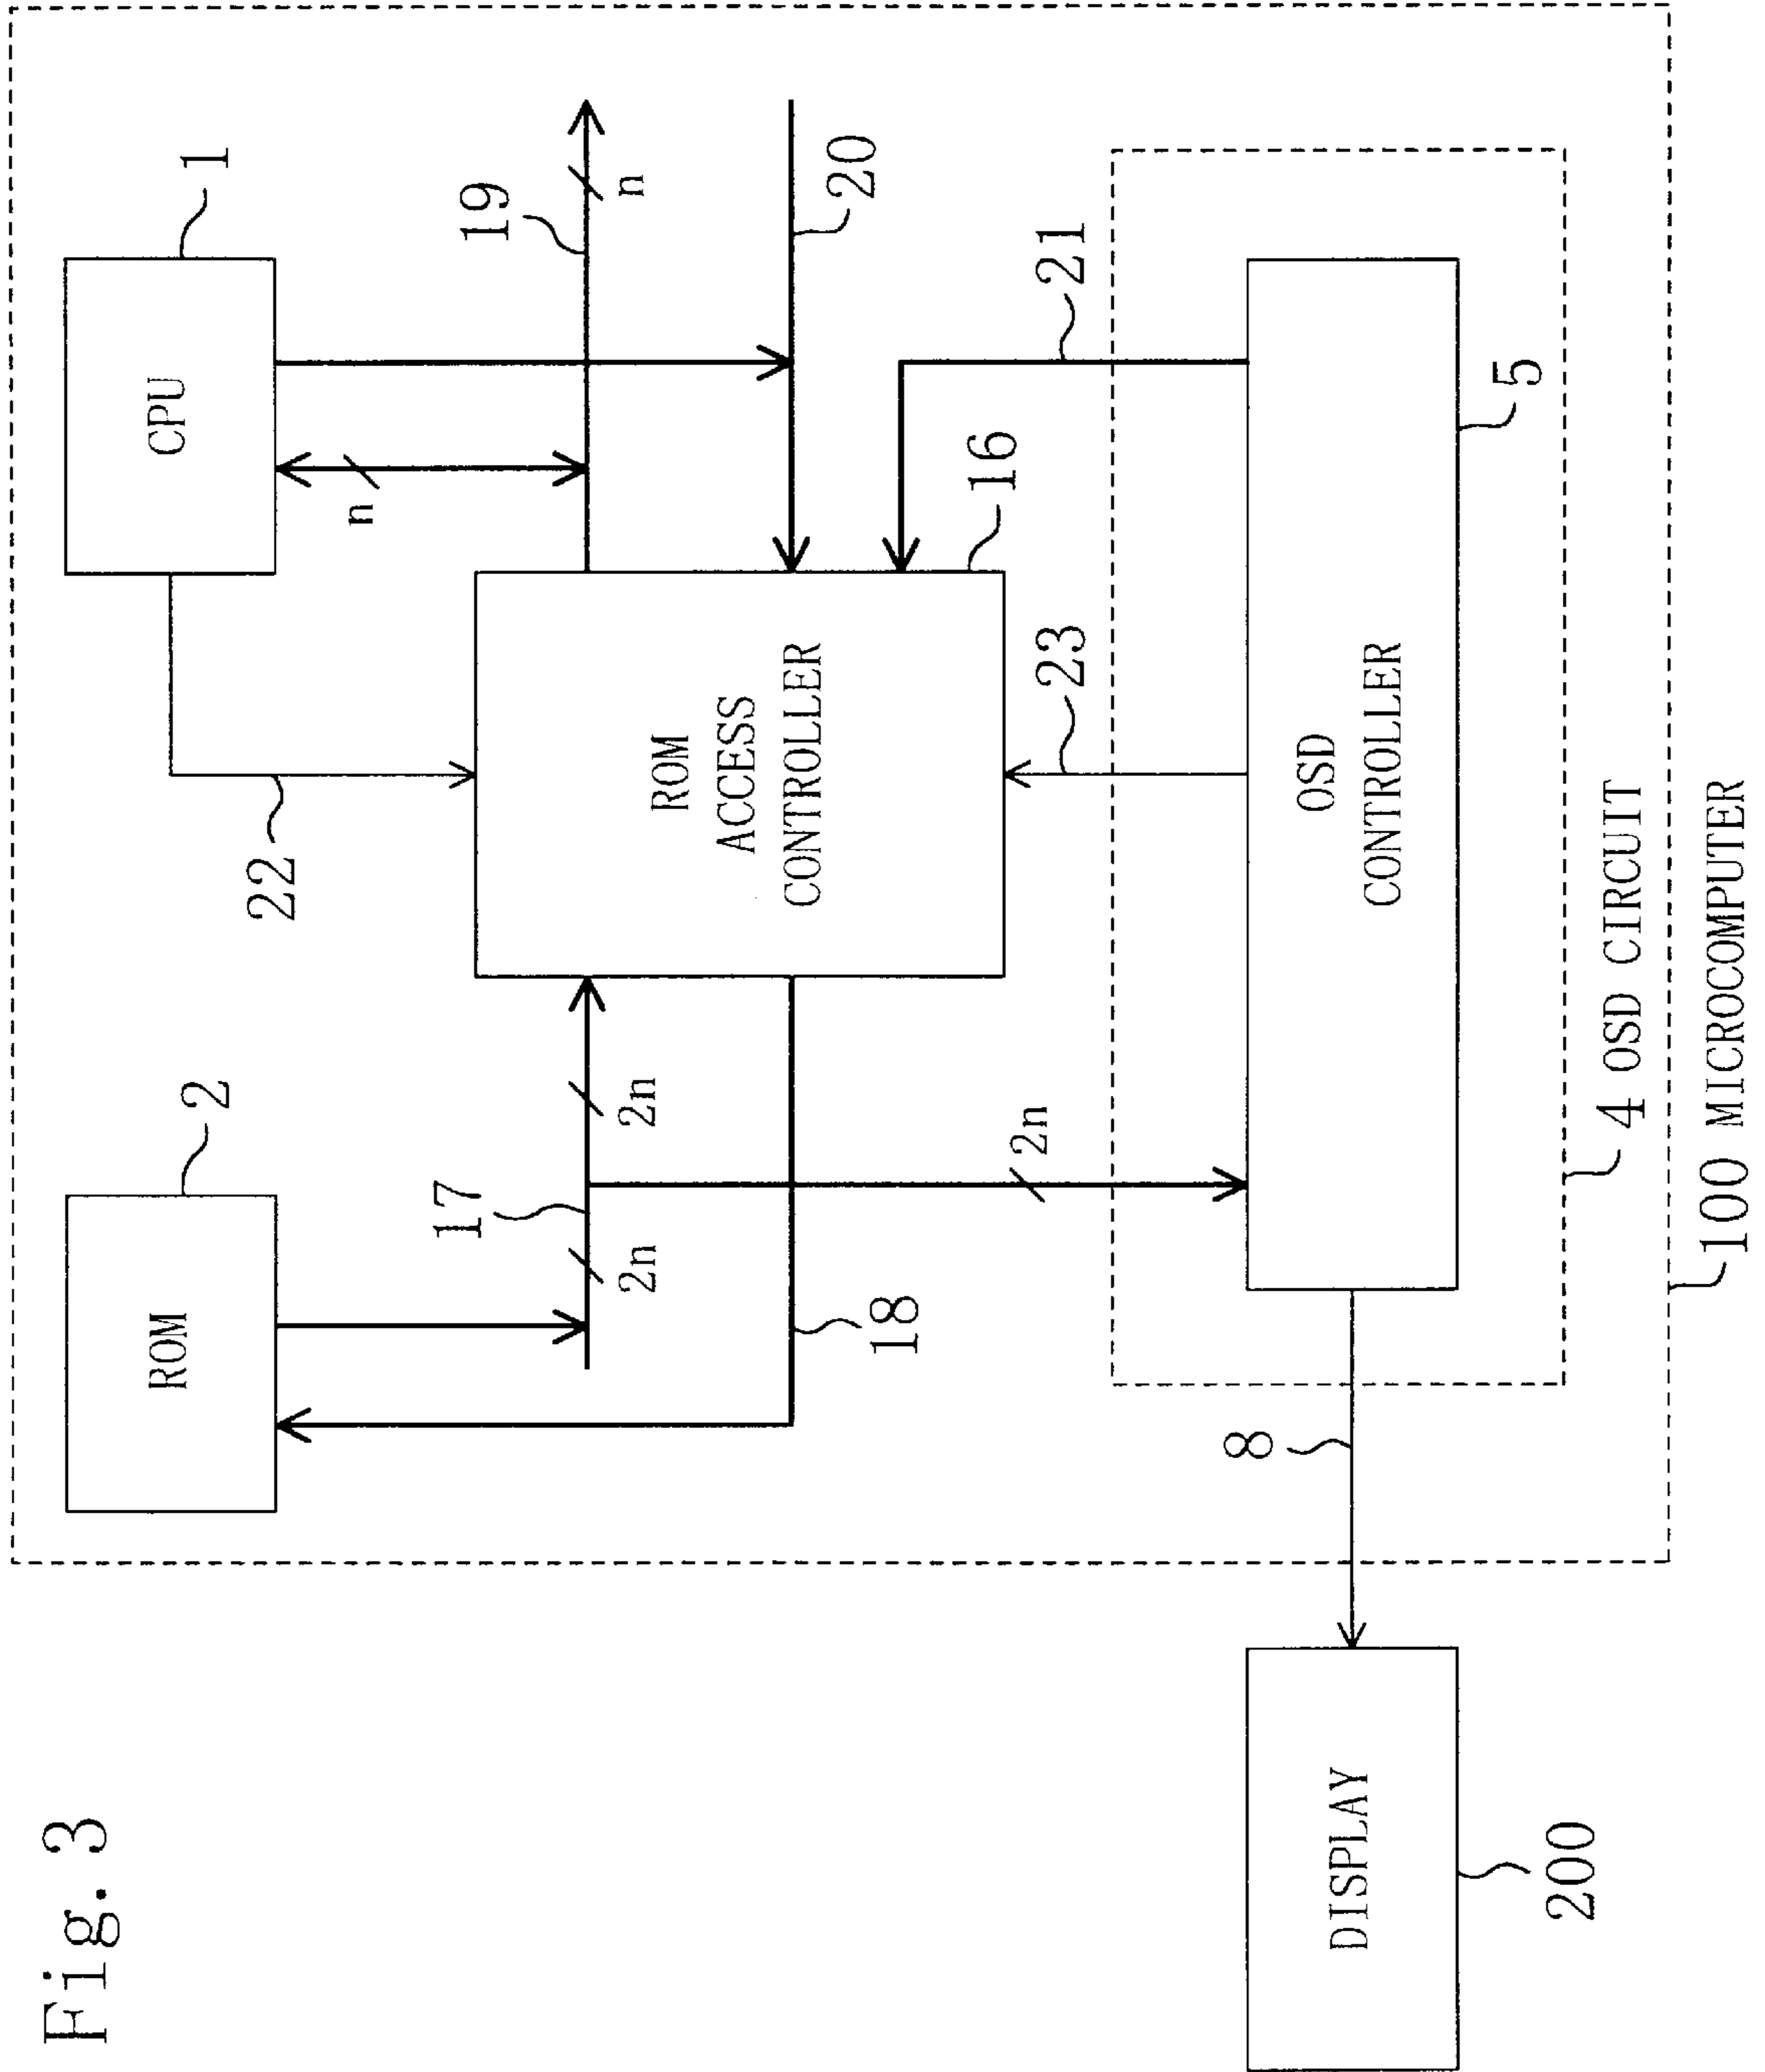 Fig. 3
100 MICROCOMPUTER
4 OSD CIRCUIT
ROM
2
CPU
1
22
n
19
n
20
17
2n
2n
18
ROM
ACCESS
CONTROLLER
16
21
23
2n
OSD
CONTROLLER
5
8
DISPLAY
200